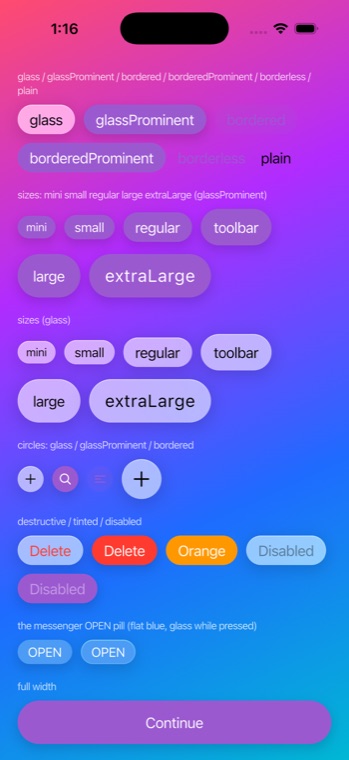 1:16
glass / glassProminent / bordered / borderedProminent / borderless /
plain
glass glassProminent bordered
borderedProminent borderless plain
sizes: mini small regular large extraLarge (glassProminent)
mini small regular toolbar
large extraLarge
sizes (glass)
mini small regular toolbar
large extraLarge
circles: glass / glassProminent / bordered
destructive / tinted / disabled
Delete Delete Orange Disabled
Disabled
the messenger OPEN pill (flat blue, glass while pressed)
OPEN OPEN
full width
Continue